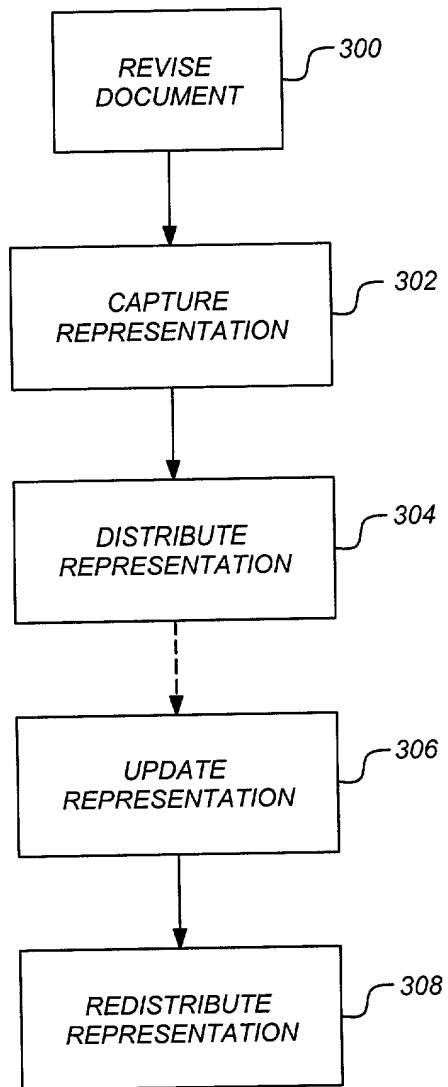 REVISE
DOCUMENT
300
CAPTURE
REPRESENTATION
302
DISTRIBUTE
REPRESENTATION
304
UPDATE
REPRESENTATION
306
REDISTRIBUTE
REPRESENTATION
308